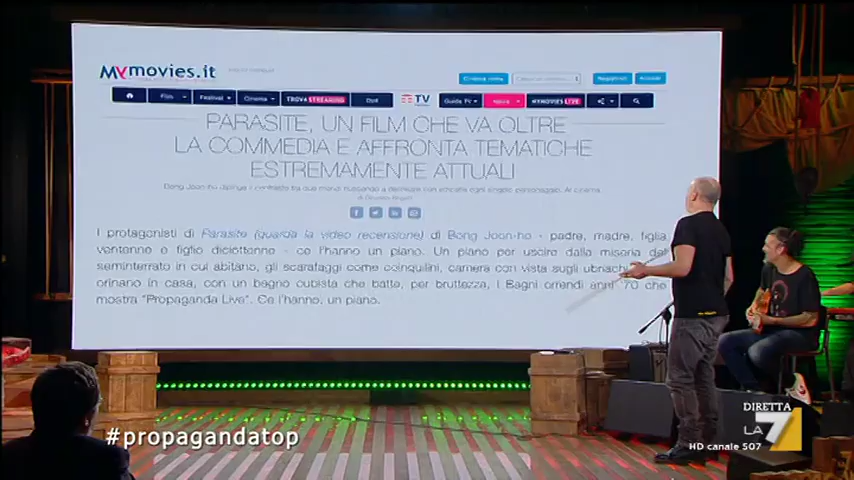 MYmovies.it
Cinema news
Registrati
Accedi
Film
Festival
Cinema
TROVASTREAMING
Dvd
TV
Guida Tv
News
MYMOVIESLIVE
PARASITE, UN FILM CHE VA OLTRE
LA COMMEDIA E AFFRONTA TEMATICHE
ESTREMAMENTE ATTUALI
I protagonisti di Parasite (guarda la video recensione) di Bong Joon-ho - padre, madre, figlia
ventenne e figlio diciottenne - ce l'hanno un piano. Un piano per uscire dalla miseria del
seminterrato in cui abitano, gli scarafaggi come coinquilini, camera con vista sugli ubriachi
orinano in casa, con un bagno cubista che batte, per bruttezza, i Bagni orrendi anni '70 che
mostra "Propaganda Live". Ce l'hanno, un piano.
#propagandatop
DIRETTA
LA 7
HD canale 507